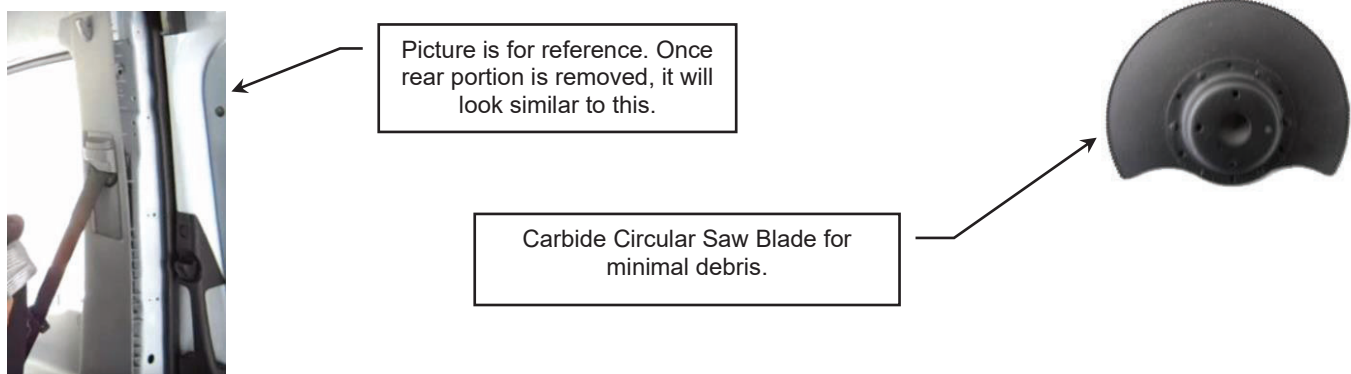 Picture is for reference. Once
rear portion is removed, it will
look similar to this.
Carbide Circular Saw Blade for
minimal debris.